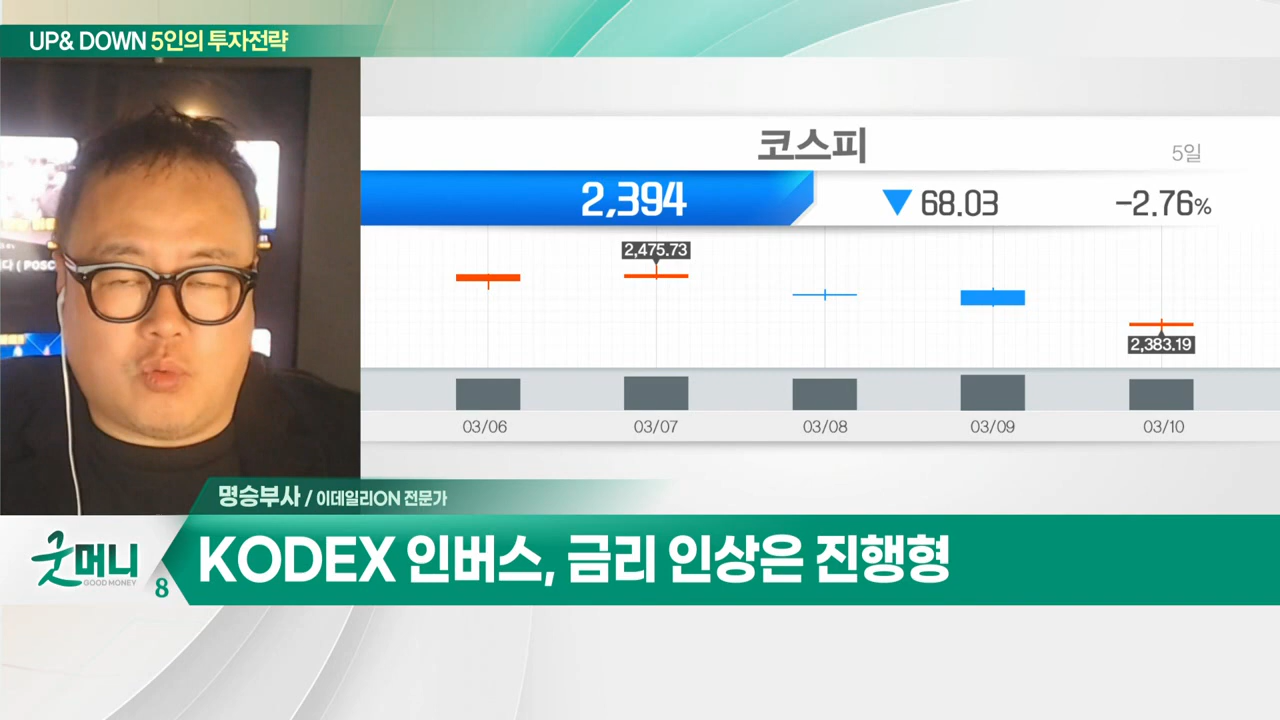 UP& DOWN 5인의 투자전략
다 ( POSC
코스피
5일
2,394 ▼ 68.03 -2.76%
2,475.73
2,383.19
03/06 03/07 03/08 03/09 03/10
명승부사 / 이데일리ON 전문가
굿머니
GOOD MONEY
8
KODEX 인버스, 금리 인상은 진행형